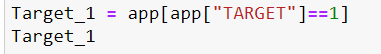 Target_1 = app[app["TARGET"]==1]
Target_1